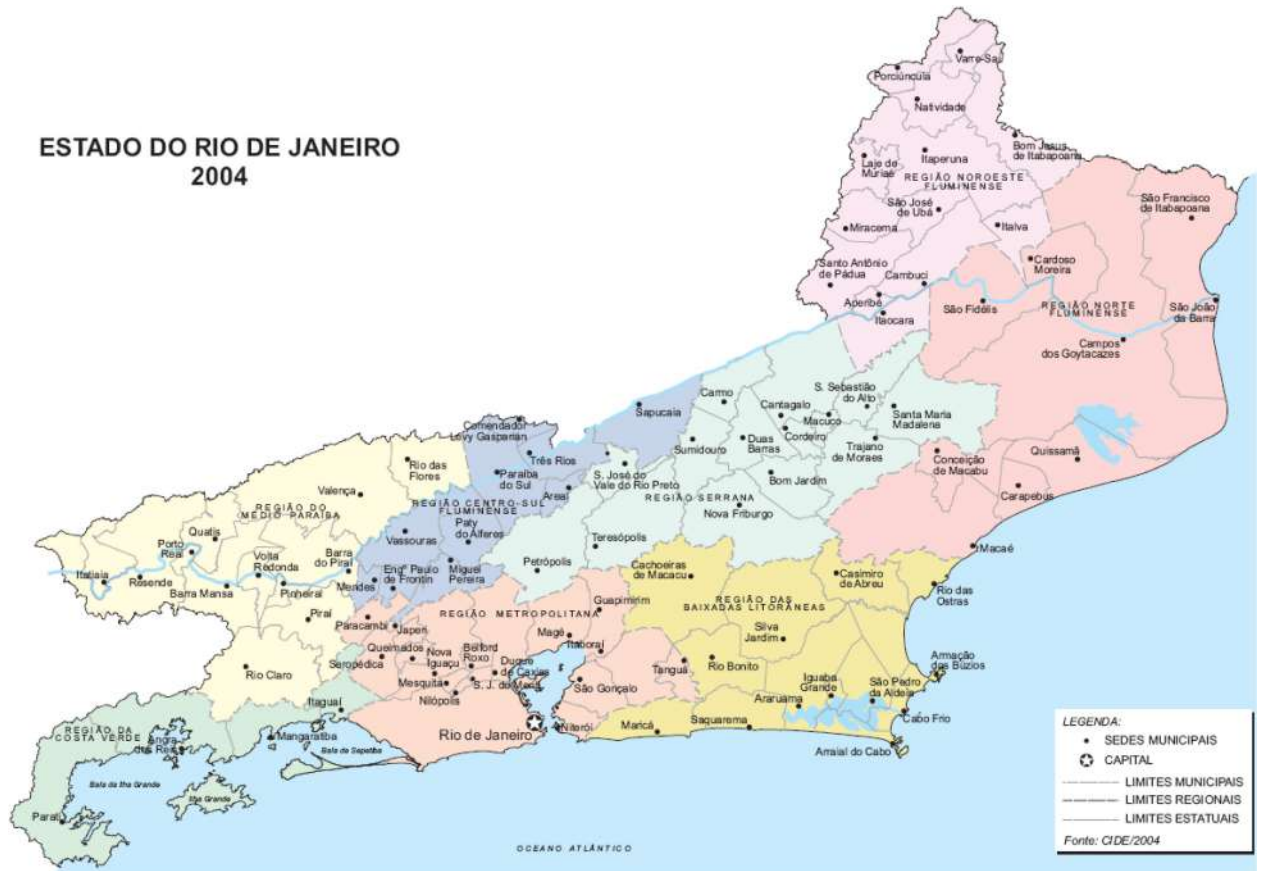 ESTADO DO RIO DE JANEIRO
2004
Varre-Sai
Porciúncula
Natividade
Bom Jesus
de Itabapoana
Itaperuna
Laje de
Muriaé
REGIÃO NOROESTE
FLUMINENSE
São José
de Ubá
Miracema
Italva
São Francisco
de Itabapoana
Santo Antônio
de Pádua
Cambuci
Cardoso
Moreira
Aperibé
Itaocara
São Fidélis
REGIÃO NORTE
FLUMINENSE
São João
da Barra
Campos
dos Goytacazes
Carmo
S. Sebastião
do Alto
Cantagalo
Macuco
Cordeiro
Santa Maria
Madalena
Sapucaia
Sumidouro
Duas
Barras
Trajano
de Moraes
Conceição
de Macabu
Quissamã
Carapebus
Macaé
Comendador
Levy Gasparian
Três Rios
Paraíba
do Sul
Areal
S. José do
Vale do Rio Preto
REGIÃO SERRANA
Bom Jardim
Nova Friburgo
Rio das
Flores
Valença
REGIÃO DO
MÉDIO PARAÍBA
REGIÃO CENTRO-SUL
FLUMINENSE
Paty
do Alferes
Vassouras
Teresópolis
Petrópolis
Quatis
Porto
Real
Volta
Redonda
Barra
do Piraí
Itatiaia
Resende
Barra Mansa
Pinheiral
Mendes
Engº Paulo
de Frontin
Miguel
Pereira
Piraí
Rio Claro
Cachoeiras
de Macacu
Casimiro
de Abreu
Rio das
Ostras
REGIÃO DAS
BAIXADAS LITORÂNEAS
REGIÃO METROPOLITANA
Guapimirim
Paracambi
Japeri
Magé
Itaboraí
Silva
Jardim
Seropédica
Queimados
Nova
Iguaçu
Belford
Roxo
Duque
de Caxias
Mesquita
S. J. de Meriti
Nilópolis
São Gonçalo
Tanguá
Rio Bonito
Armação
dos Búzios
Iguaba
Grande
São Pedro
da Aldeia
Araruama
Cabo Frio
Itaguaí
Rio de Janeiro
Niterói
Maricá
Saquarema
Arraial do Cabo
REGIÃO DA
COSTA VERDE
Angra
dos Reis
Mangaratiba
Baía de Sepetiba
Baía da Ilha Grande
Ilha Grande
Parati
OCEANO ATLÂNTICO
LEGENDA:
SEDES MUNICIPAIS
CAPITAL
LIMITES MUNICIPAIS
LIMITES REGIONAIS
LIMITES ESTATUAIS
Fonte: CIDE/2004